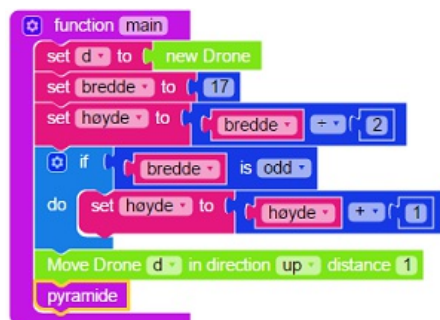 function main
set d to new Drone
set bredde to 17
set høyde to bredde ÷ 2
if bredde is odd
do set høyde to høyde + 1
Move Drone d in direction up distance 1
pyramide